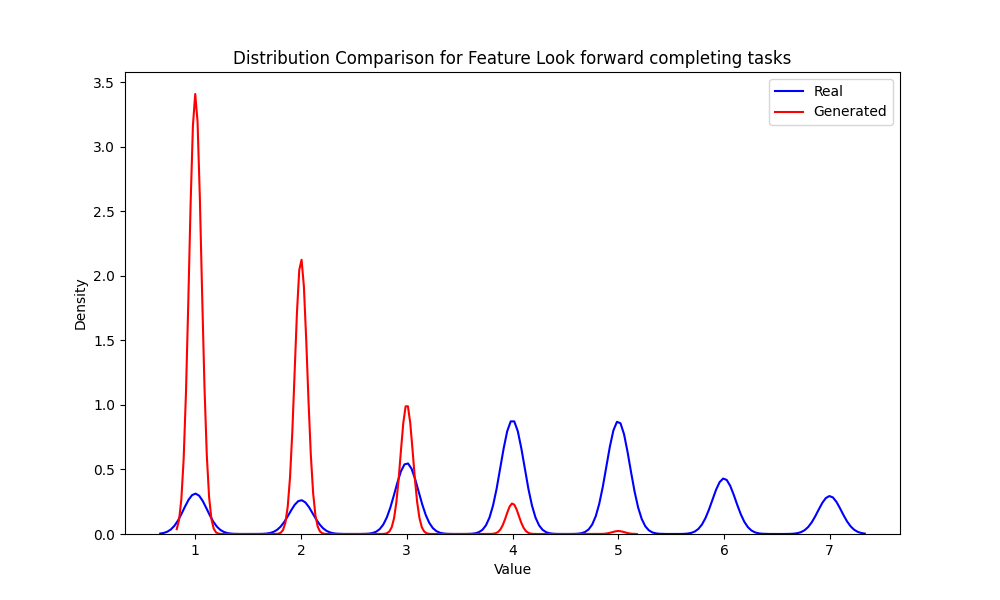 Distribution Comparison for Feature Look forward completing tasks
Real
Generated
Density
3.5
3.0
2.5
2.0
1.5
1.0
0.5
0.0
1 2 3 4 5 6 7
Value